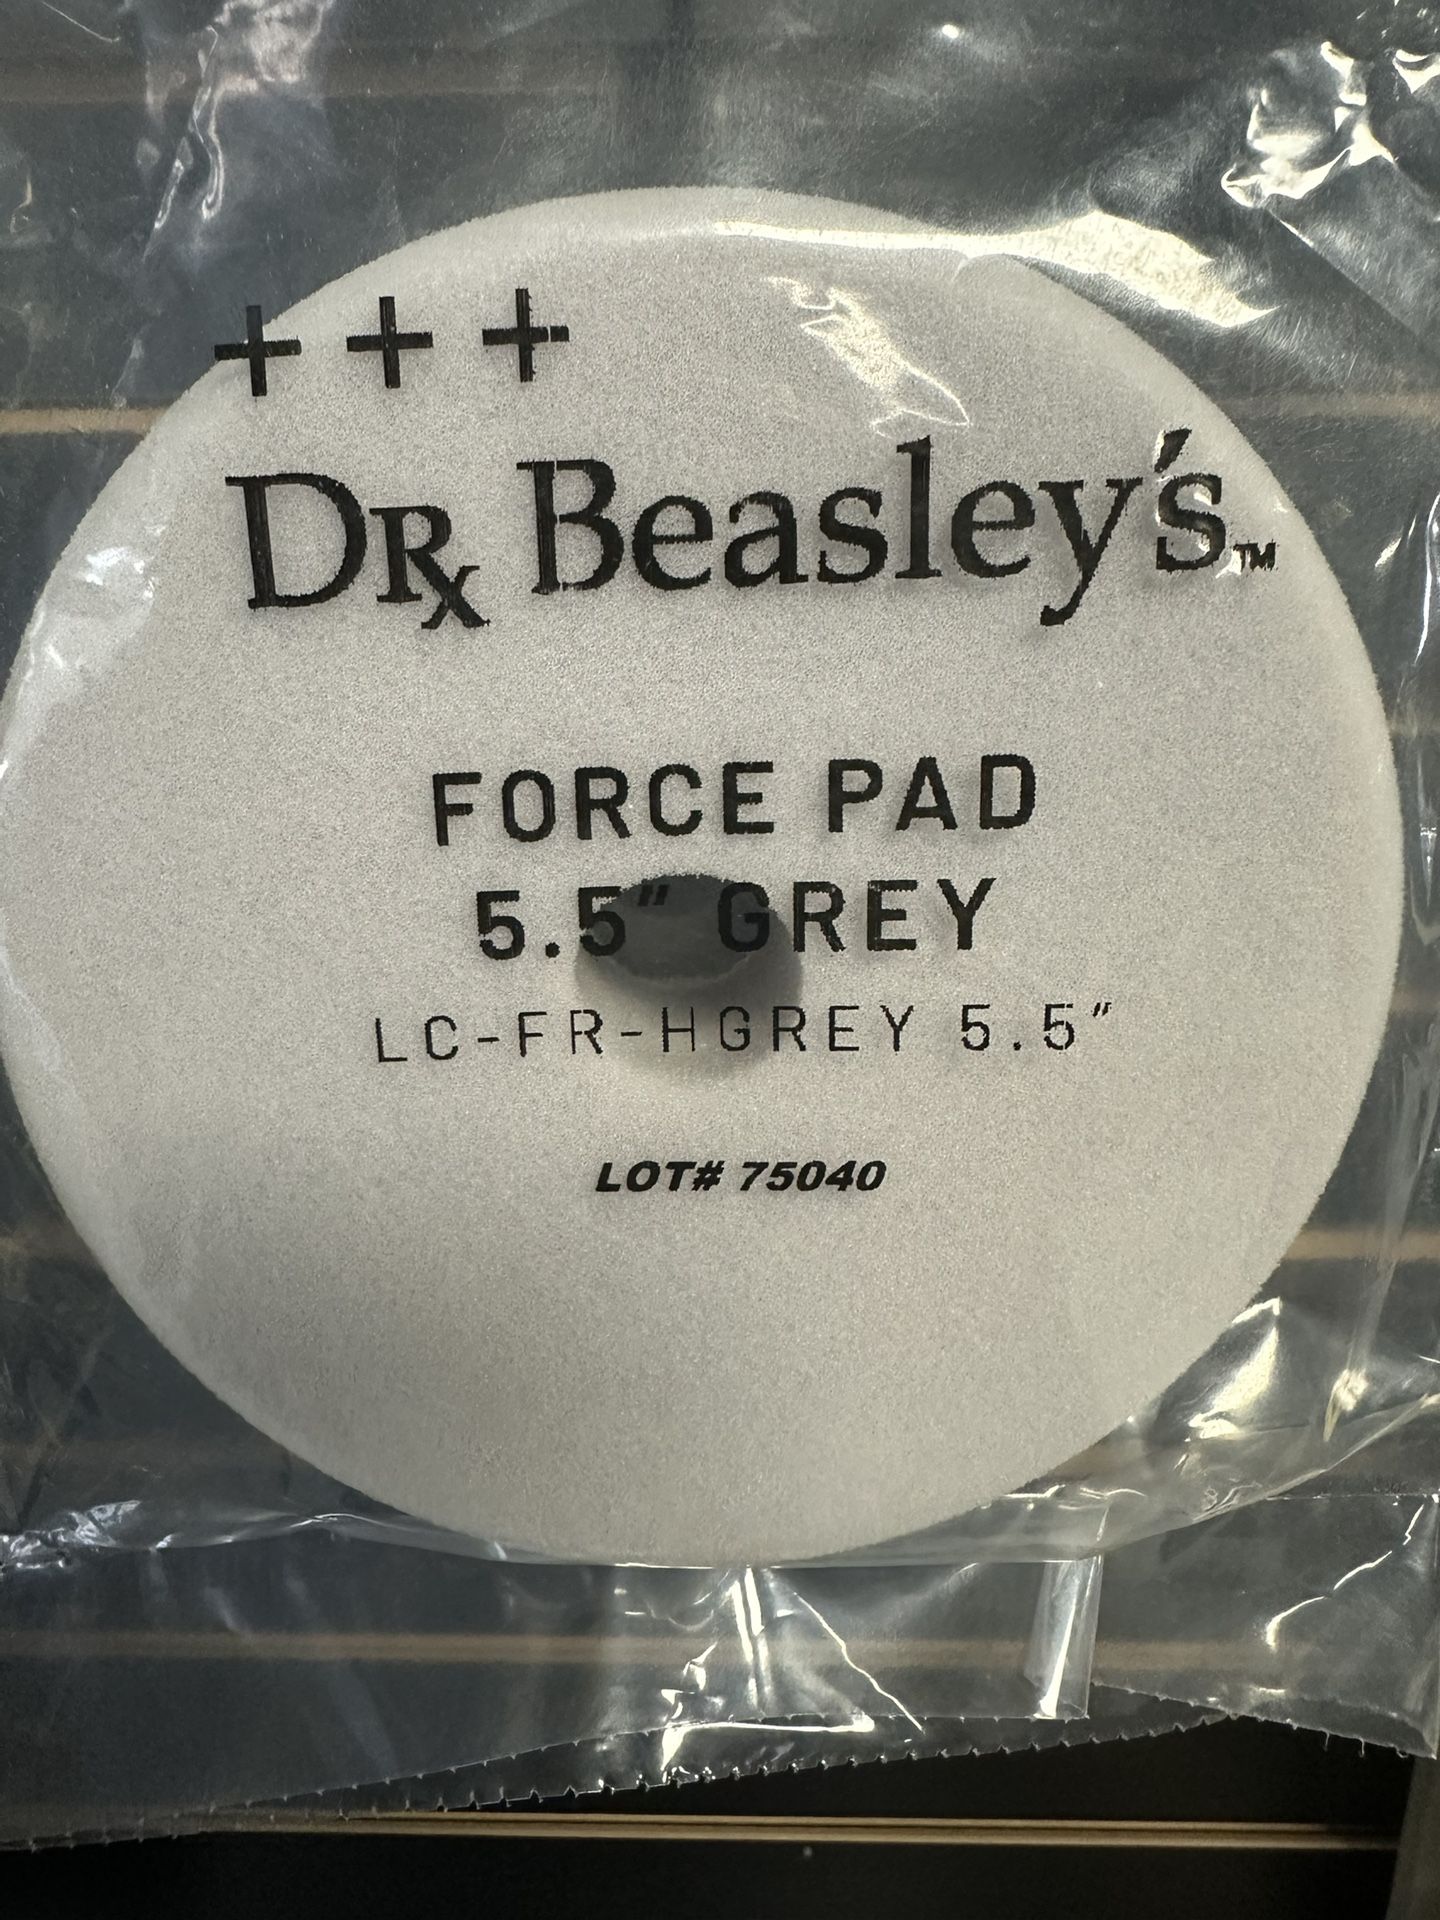 + + +
DRx Beasley's™
FORCE PAD
5.5" GREY
LC-FR-HGREY 5.5"
LOT# 75040